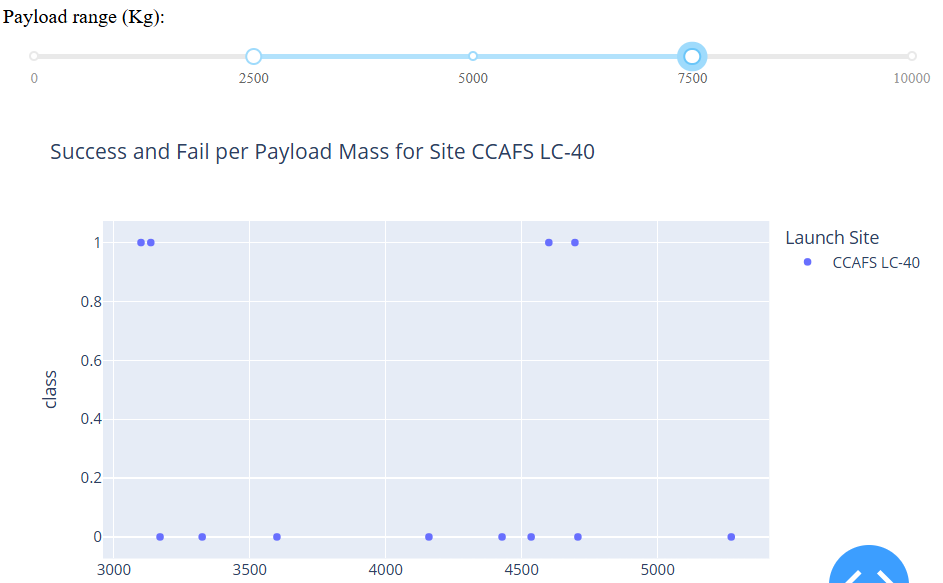 Payload range (Kg):
0 2500 5000 7500 10000
Success and Fail per Payload Mass for Site CCAFS LC-40
Launch Site
CCAFS LC-40
1
0.8
0.6
0.4
0.2
0
class
3000 3500 4000 4500 5000